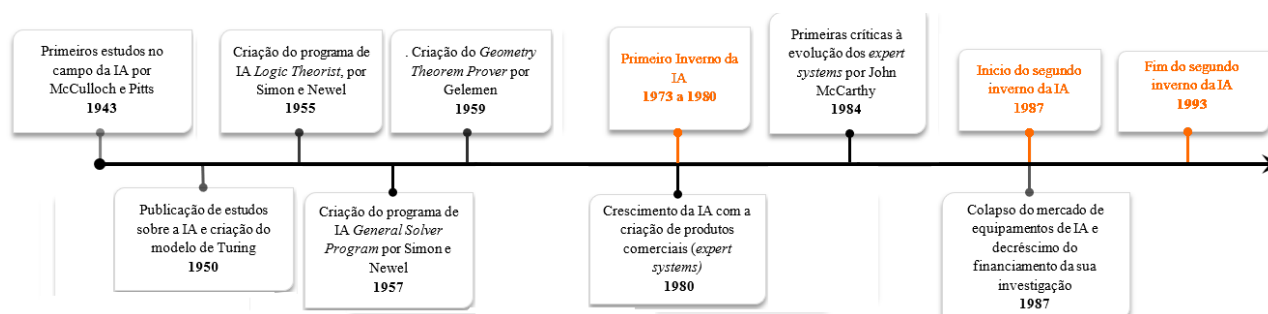 Primeiros estudos no
campo da IA por
McCulloch e Pitts
1943
Publicação de estudos
sobre a IA e criação do
modelo de Turing
1950
Criação do programa de
IA Logic Theorist, por
Simon e Newel
1955
Criação do programa de
IA General Solver
Program por Simon e
Newel
1957
. Criação do Geometry
Theorem Prover por
Gelemen
1959
Primeiro Inverno da
IA
1973 a 1980
Crescimento da IA com a
criação de produtos
comerciais (expert
systems)
1980
Primeiras críticas à
evolução dos expert
systems por John
McCarthy
1984
Inicio do segundo
inverno da IA
1987
Colapso do mercado de
equipamentos de IA e
decréscimo do
financiamento da sua
investigação
1987
Fim do segundo
inverno da IA
1993